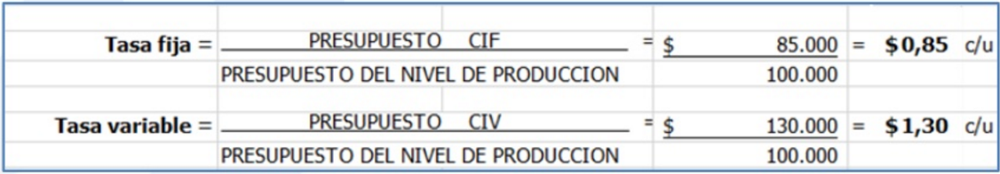 Tasa fija = PRESUPUESTO CIF = $ 85.000 = $0,85 c/u
PRESUPUESTO DEL NIVEL DE PRODUCCION 100.000
Tasa variable = PRESUPUESTO CIV = $ 130.000 = $1,30 c/u
PRESUPUESTO DEL NIVEL DE PRODUCCION 100.000